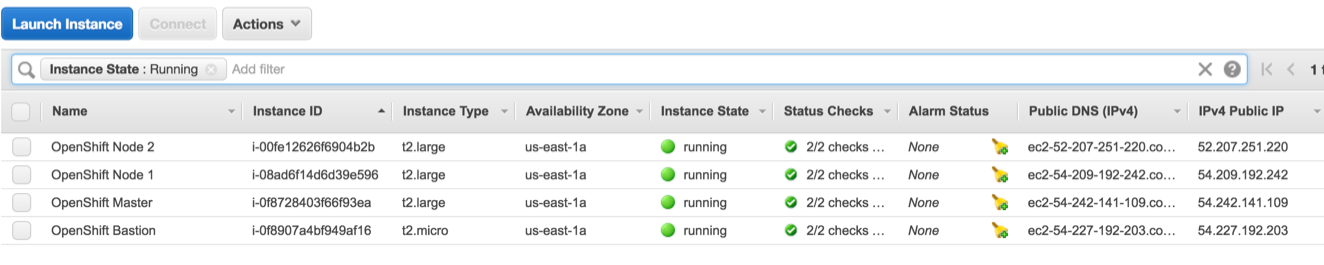 Launch Instance Connect Actions
Instance State : Running Add filter 1
Name Instance ID Instance Type Availability Zone Instance State Status Checks Alarm Status Public DNS (IPv4) IPv4 Public IP
OpenShift Node 2 i-00fe12626f6904b2b t2.large us-east-1a running 2/2 checks ... None ec2-52-207-251-220.co... 52.207.251.220
OpenShift Node 1 i-08ad6f14d6d39e596 t2.large us-east-1a running 2/2 checks ... None ec2-54-209-192-242.co... 54.209.192.242
OpenShift Master i-0f8728403f66f93ea t2.large us-east-1a running 2/2 checks ... None ec2-54-242-141-109.co... 54.242.141.109
OpenShift Bastion i-0f8907a4bf949af16 t2.micro us-east-1a running 2/2 checks ... None ec2-54-227-192-203.co... 54.227.192.203